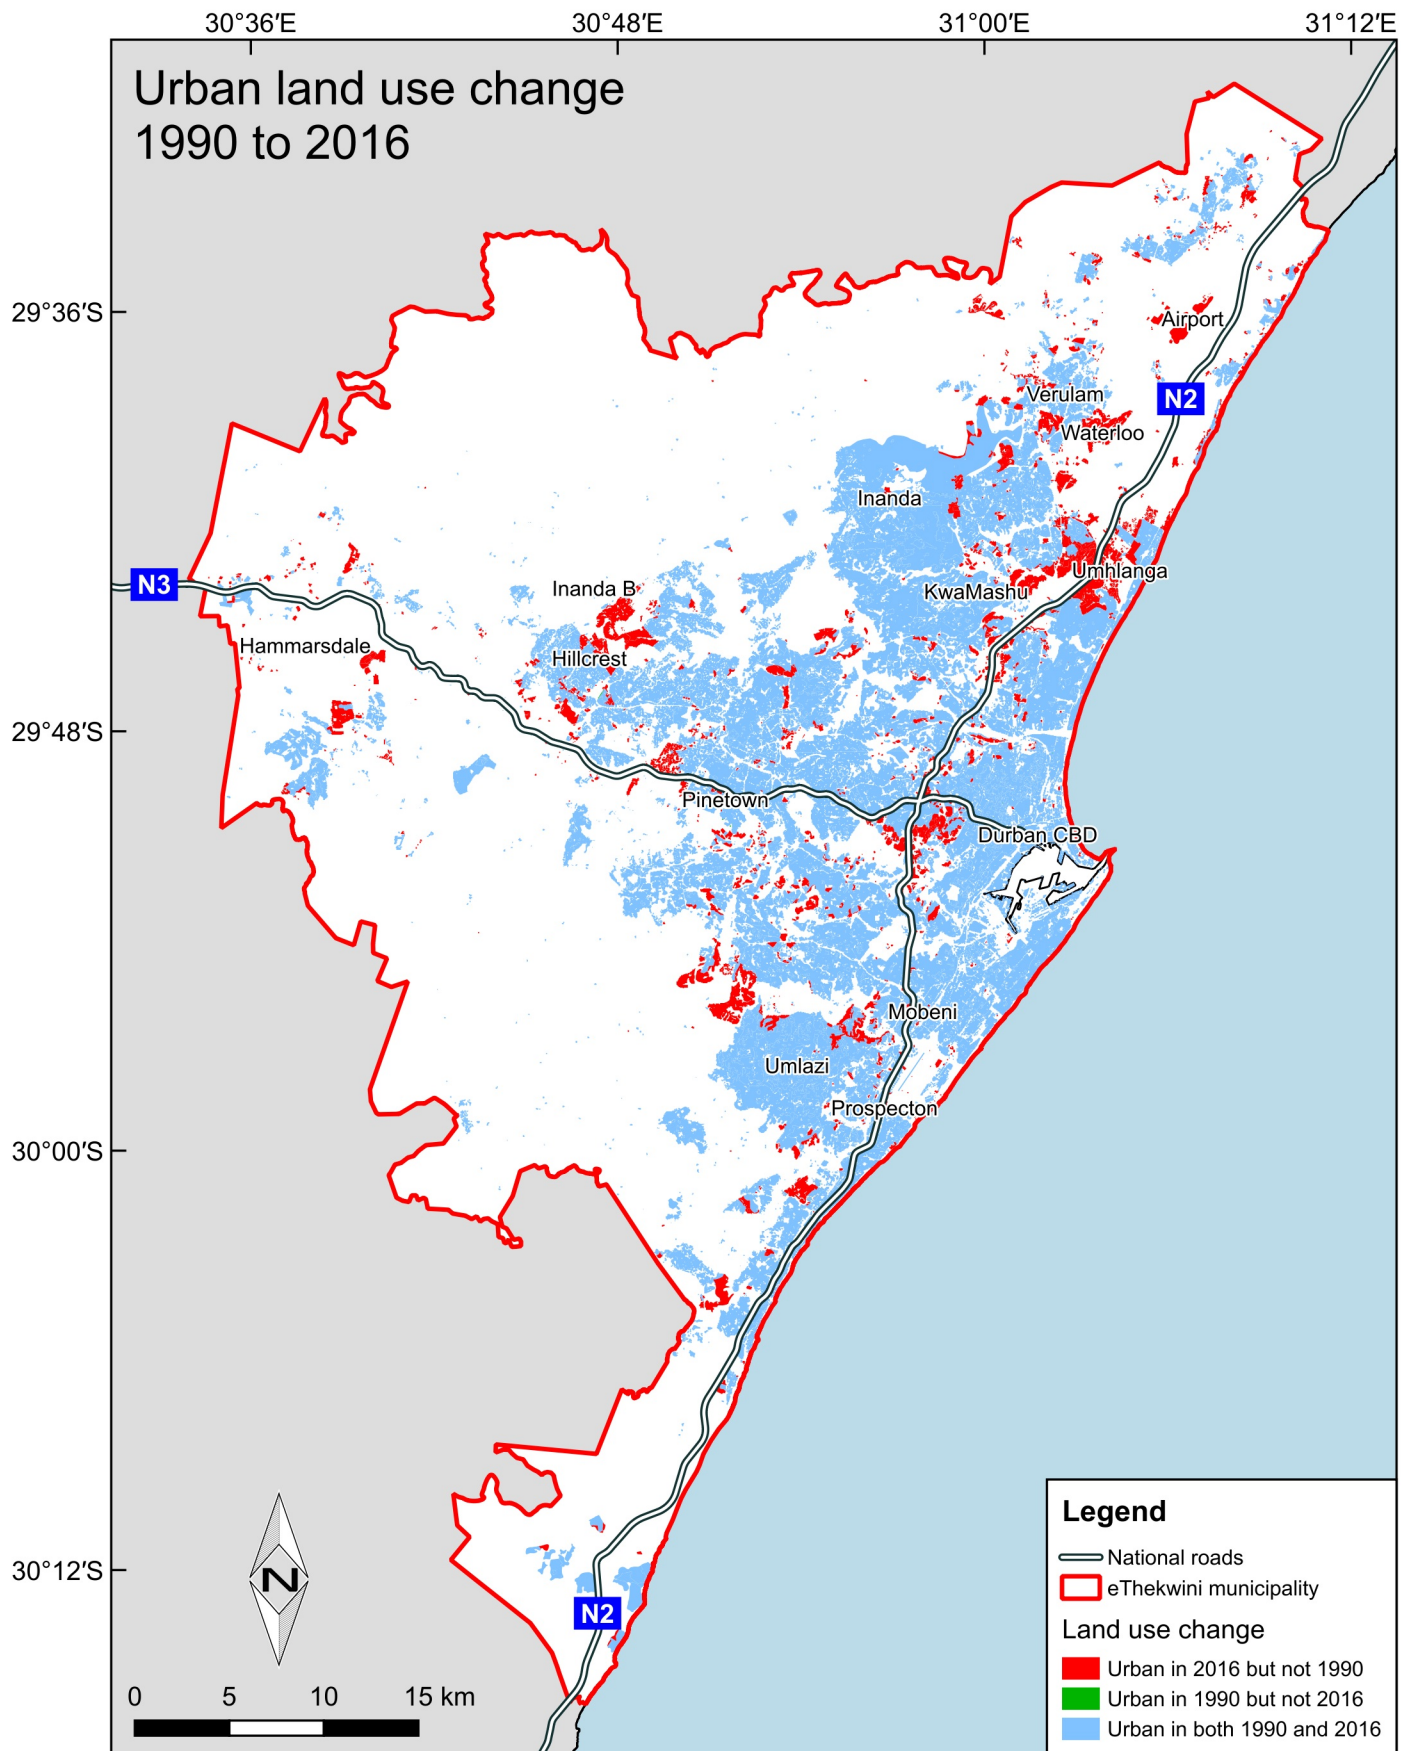 30°36′E 30°48′E 31°00′E 31°12′E
Urban land use change
1990 to 2016
29°36′S
Airport
Verulam
N2
Waterloo
Inanda
Umhlanga
N3
Inanda B
KwaMashu
Hammarsdale
Hillcrest
29°48′S
Pinetown
Durban CBD
Mobeni
Umlazi
Prospecton
30°00′S
Legend
National roads
eThekwini municipality
30°12′S
N
N2
Land use change
Urban in 2016 but not 1990
0 5 10 15 km
Urban in 1990 but not 2016
Urban in both 1990 and 2016